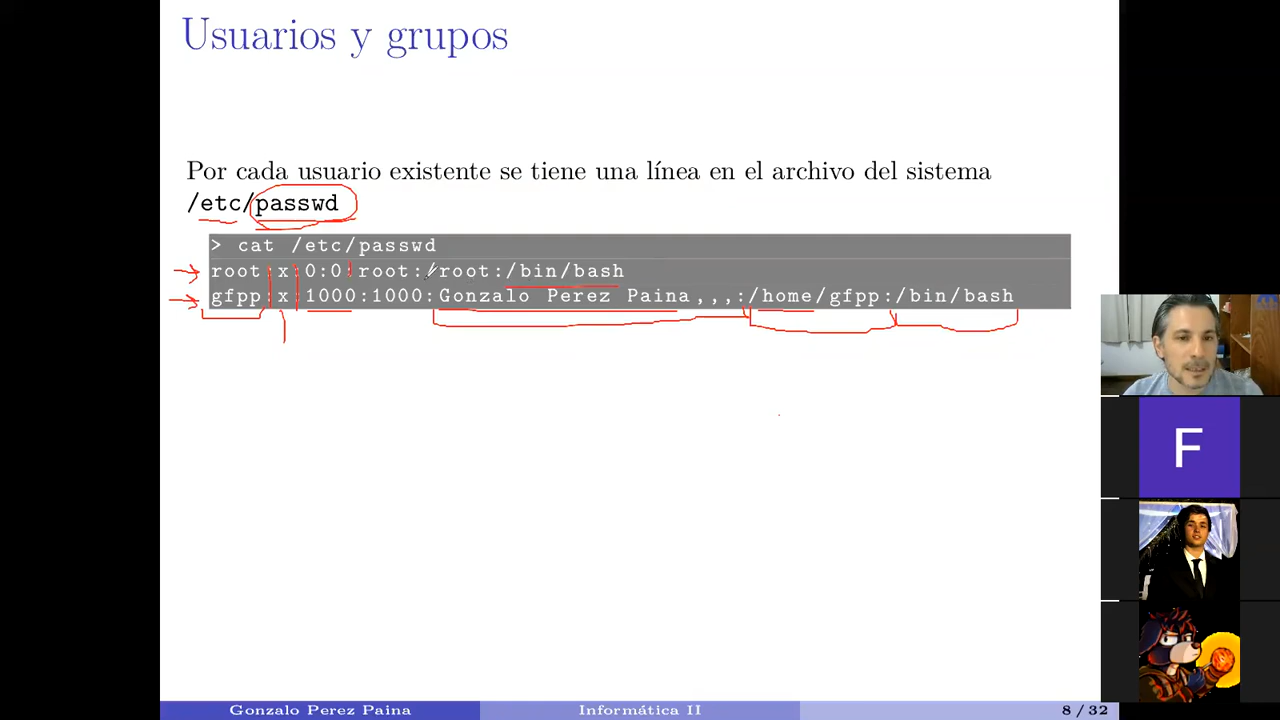 Usuarios y grupos
Por cada usuario existente se tiene una línea en el archivo del sistema
/etc/passwd
> cat /etc/passwd
root:x:0:0:root:/root:/bin/bash
gfpp:x:1000:1000:Gonzalo Perez Paina,,,:/home/gfpp:/bin/bash
F
Gonzalo Perez Paina
Informática II
8 / 32